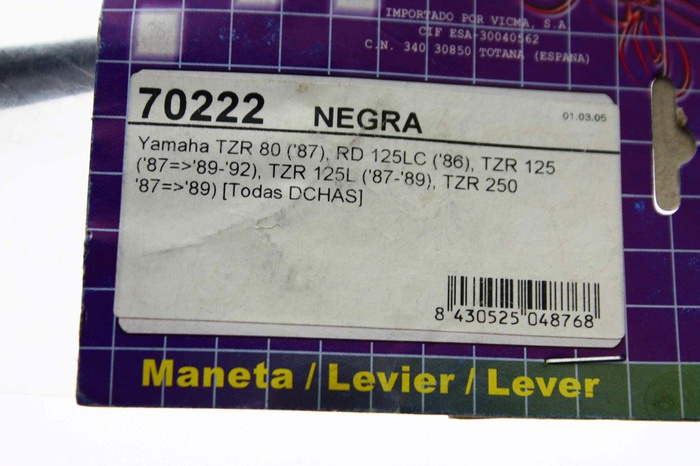 IMPORTADO POR VICMA, S.A
CIF ESA-30040562
C.N. 340 30850 TOTANA (ESPAÑA)
70222 NEGRA 01.03.05
Yamaha TZR 80 ('87), RD 125LC ('86), TZR 125
('87=>'89-'92), TZR 125L ('87-'89), TZR 250
'87=>'89) [Todas DCHAS]
8 430525 048768
Maneta / Levier / Lever